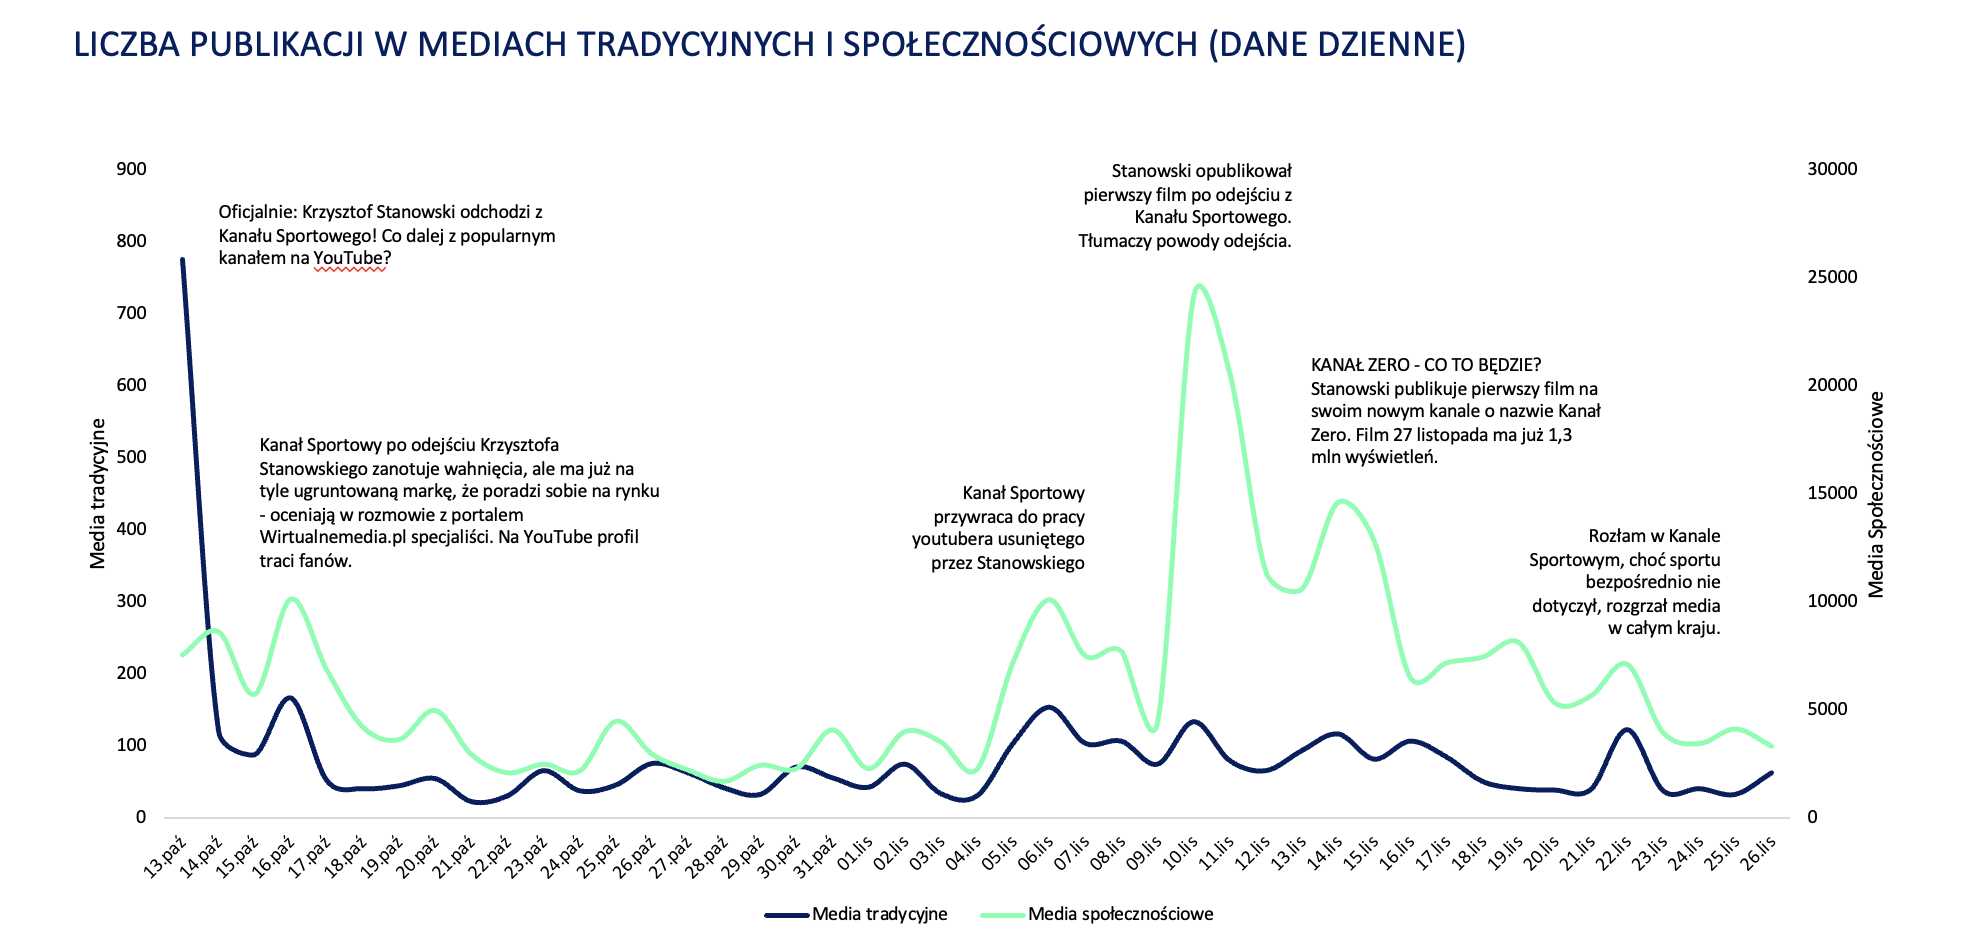 LICZBA PUBLIKACJI W MEDIACH TRADYCYJNYCH I SPOŁECZNOŚCIOWYCH (DANE DZIENNE)
900
800
700
600
500
400
300
200
100
0
Media tradycyjne
Oficjalnie: Krzysztof Stanowski odchodzi z
Kanału Sportowego! Co dalej z popularnym
kanałem na YouTube?
Kanał Sportowy po odejściu Krzysztofa
Stanowskiego zanotuje wahnięcia, ale ma już na
tyle ugruntowaną markę, że poradzi sobie na rynku
- oceniają w rozmowie z portalem
Wirtualnemedia.pl specjaliści. Na YouTube profil
traci fanów.
Kanał Sportowy
przywraca do pracy
youtubera usuniętego
przez Stanowskiego
Stanowski opublikował
pierwszy film po odejściu z
Kanału Sportowego.
Tłumaczy powody odejścia.
KANAŁ ZERO - CO TO BĘDZIE?
Stanowski publikuje pierwszy film na
swoim nowym kanale o nazwie Kanał
Zero. Film 27 listopada ma już 1,3
mln wyświetleń.
Rozłam w Kanale
Sportowym, choć sportu
bezpośrednio nie
dotyczył, rozgrzał media
w całym kraju.
30000
25000
20000
15000
10000
5000
0
Media Społecznościowe
13.paź
14.paź
15.paź
16.paź
17.paź
18.paź
19.paź
20.paź
21.paź
22.paź
23.paź
24.paź
25.paź
26.paź
27.paź
28.paź
29.paź
30.paź
31.paź
01.lis
02.lis
03.lis
04.lis
05.lis
06.lis
07.lis
08.lis
09.lis
10.lis
11.lis
12.lis
13.lis
14.lis
15.lis
16.lis
17.lis
18.lis
19.lis
20.lis
21.lis
22.lis
23.lis
24.lis
25.lis
26.lis
Media tradycyjne
Media społecznościowe